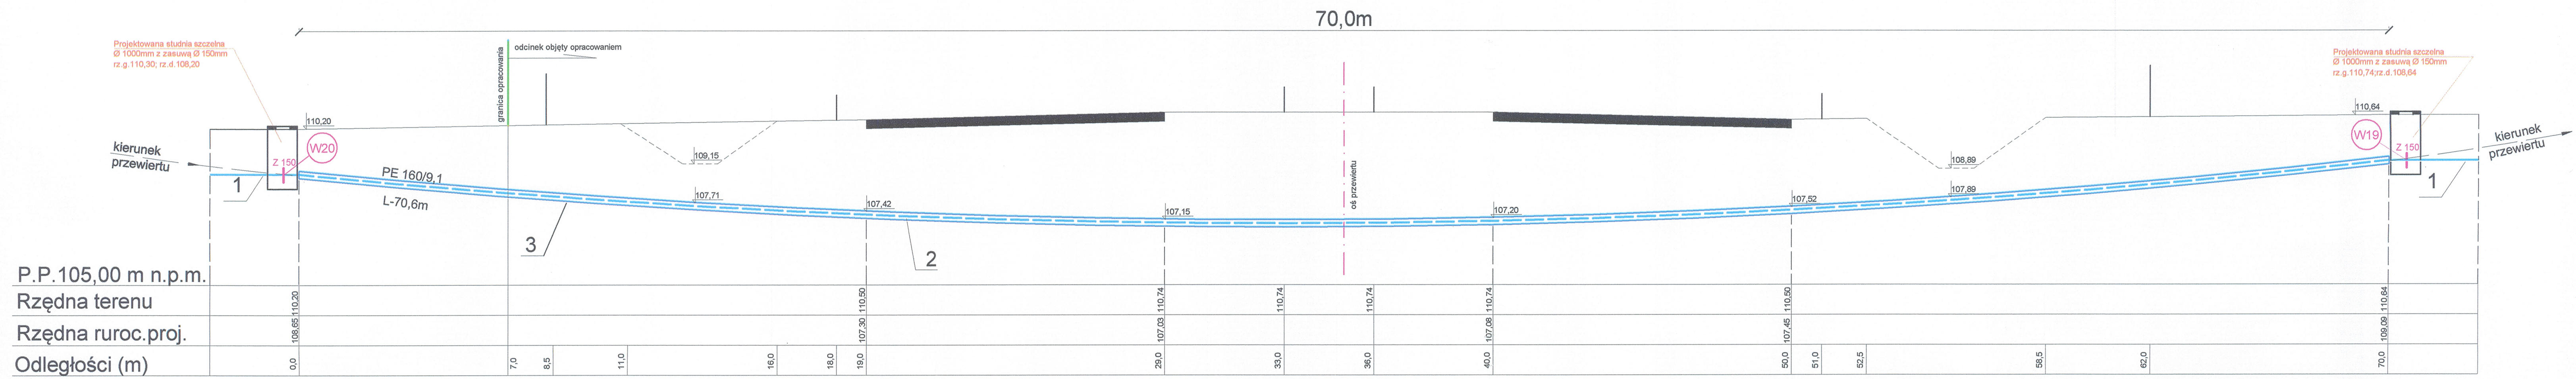 70,0m
Projektowana studnia szczelna
Ø 1000mm z zasuwą Ø 150mm
rz.g.110,30; rz.d.108,20
granica opracowania
odcinek objęty opracowaniem
Projektowana studnia szczelna
Ø 1000mm z zasuwą Ø 150mm
rz.g.110,74;rz.d.108,64
110,20
110,64
kierunek
przewiertu
Z 150
W20
109,15
oś przewiertu
108,89
W19
Z 150
kierunek
przewiertu
1
PE 160/9,1
L-70,6m
107,71
107,42
107,15
107,20
107,52
107,89
1
3
2
P.P.105,00 m n.p.m.
Rzędna terenu
110,20
110,50
110,74
110,74
110,74
110,74
110,50
110,64
Rzędna ruroc.proj.
108,65
107,30
107,03
107,08
107,45
109,09
Odległości (m)
0,0
7,0
8,5
11,0
16,0
18,0
19,0
29,0
33,0
36,0
40,0
50,0
51,0
52,5
58,5
62,0
70,0